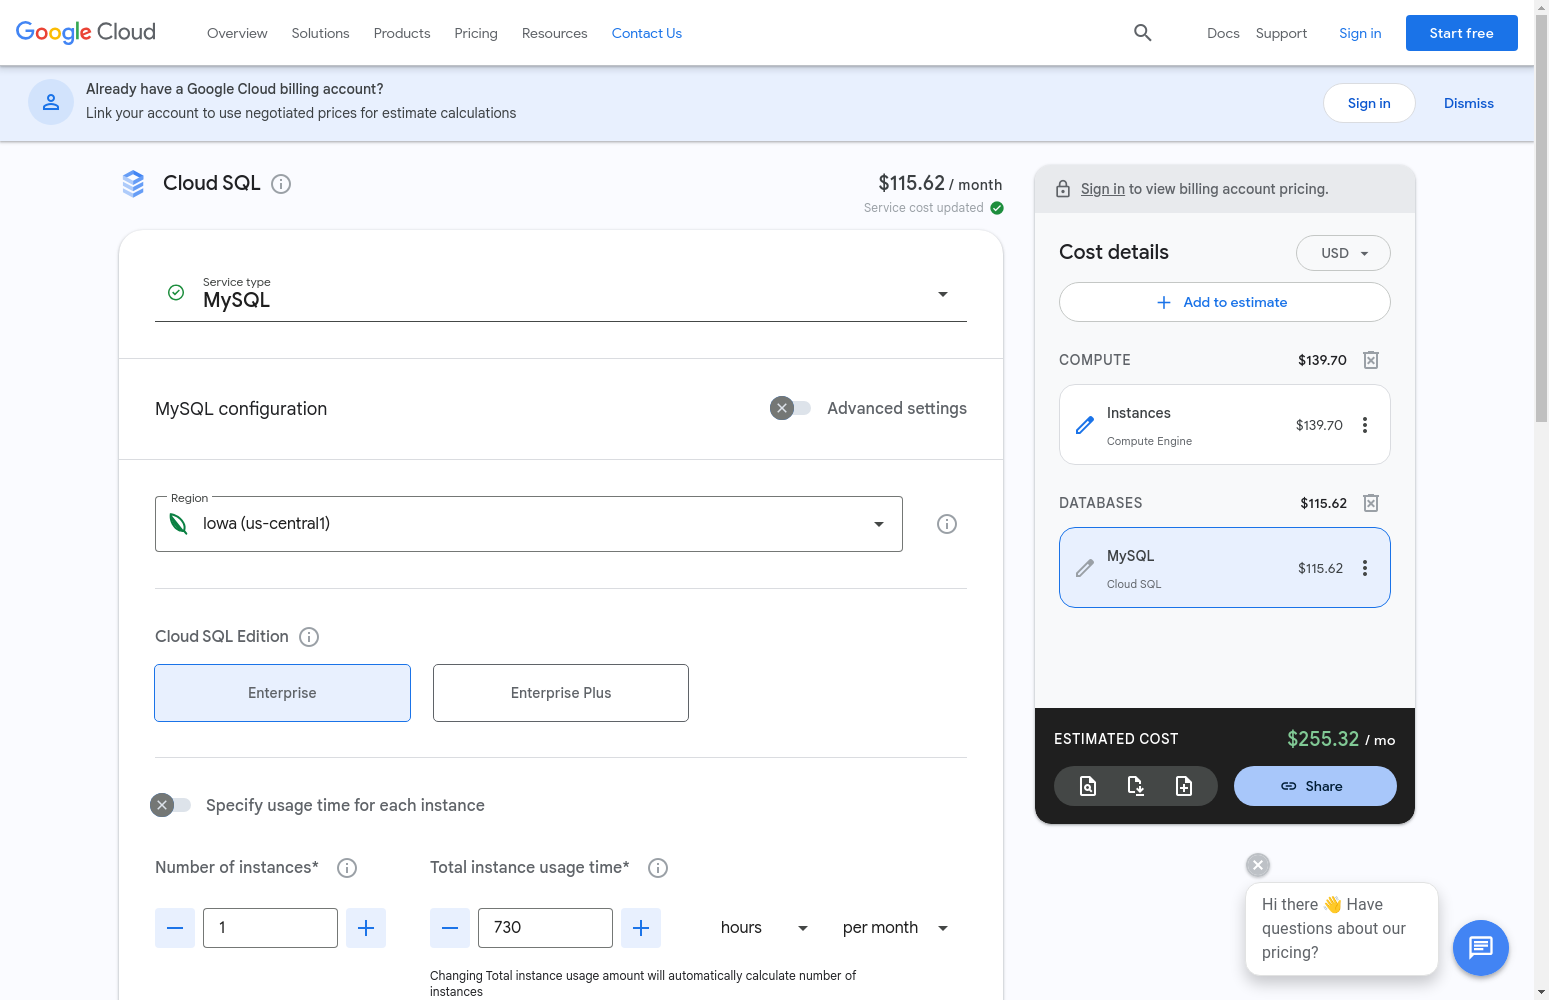 Google Cloud
Overview
Solutions
Products
Pricing
Resources
Contact Us
Docs
Support
Sign in
Start free
Already have a Google Cloud billing account?
Link your account to use negotiated prices for estimate calculations
Sign in
Dismiss
Cloud SQL
$115.62 / month
Service cost updated
Service type
MySQL
MySQL configuration
Advanced settings
Region
Iowa (us-central1)
Cloud SQL Edition
Enterprise
Enterprise Plus
Specify usage time for each instance
Number of instances*
Total instance usage time*
1
730
hours
per month
Changing Total instance usage amount will automatically calculate number of
instances
Sign in to view billing account pricing.
Cost details
USD
Add to estimate
COMPUTE
$139.70
Instances
Compute Engine
$139.70
DATABASES
$115.62
MySQL
Cloud SQL
$115.62
ESTIMATED COST
$255.32 / mo
Share
Hi there 👋 Have
questions about our
pricing?